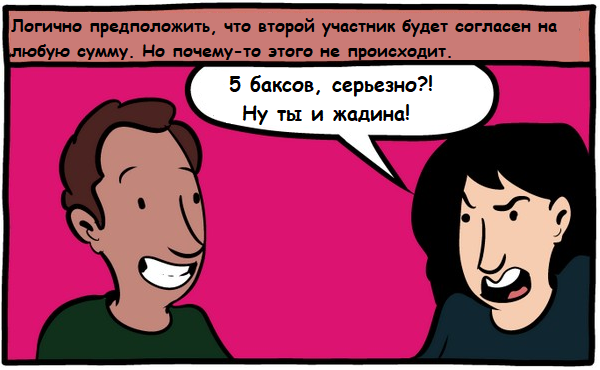 Логично предположить, что второй участник будет согласен на
любую сумму. Но почему-то этого не происходит.
5 баксов, серьезно?!
Ну ты и жадина!